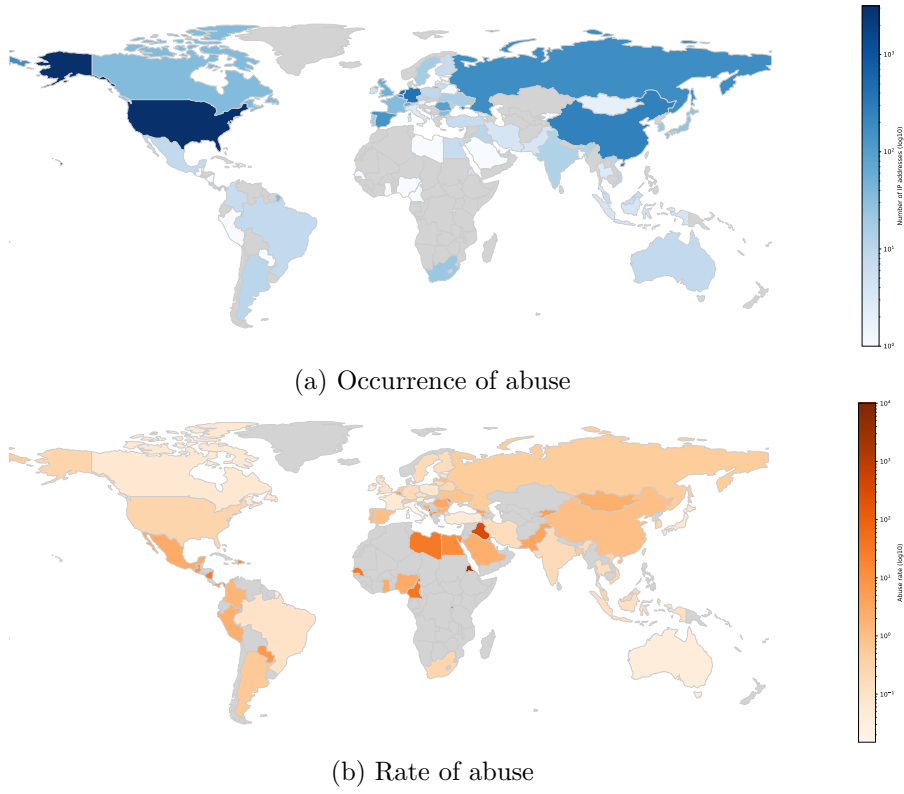 10³
10²
10¹
10⁰
Number of IP addresses (log10)
(a) Occurrence of abuse
10⁴
10³
10²
10¹
10⁰
10⁻¹
Abuse rate (log10)
(b) Rate of abuse